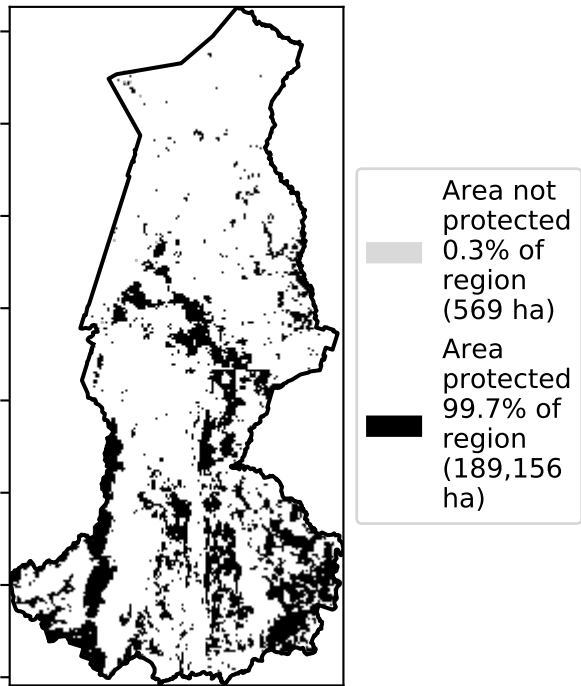 Area not
protected
0.3% of
region
(569 ha)
Area
protected
99.7% of
region
(189,156
ha)